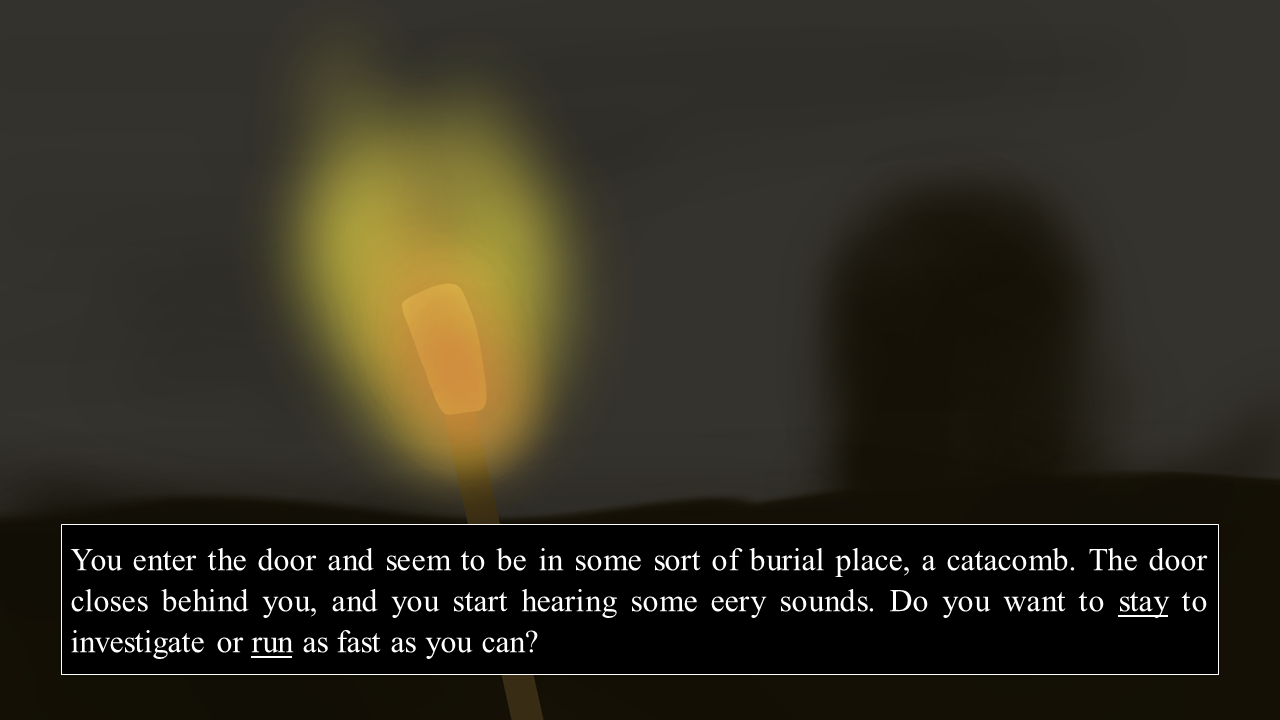 You enter the door and seem to be in some sort of burial place, a catacomb. The door
closes behind you, and you start hearing some eery sounds. Do you want to stay to
investigate or run as fast as you can?